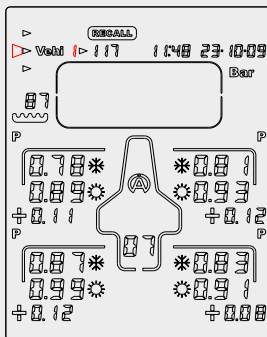 RECALL
Vehi 1 117 11:48 23-10-09
Bar
87
P P
0.78 0.81
0.89 0.93
+0.11 +0.12
P P
07
0.87 0.83
0.99 0.91
+0.12 +0.08